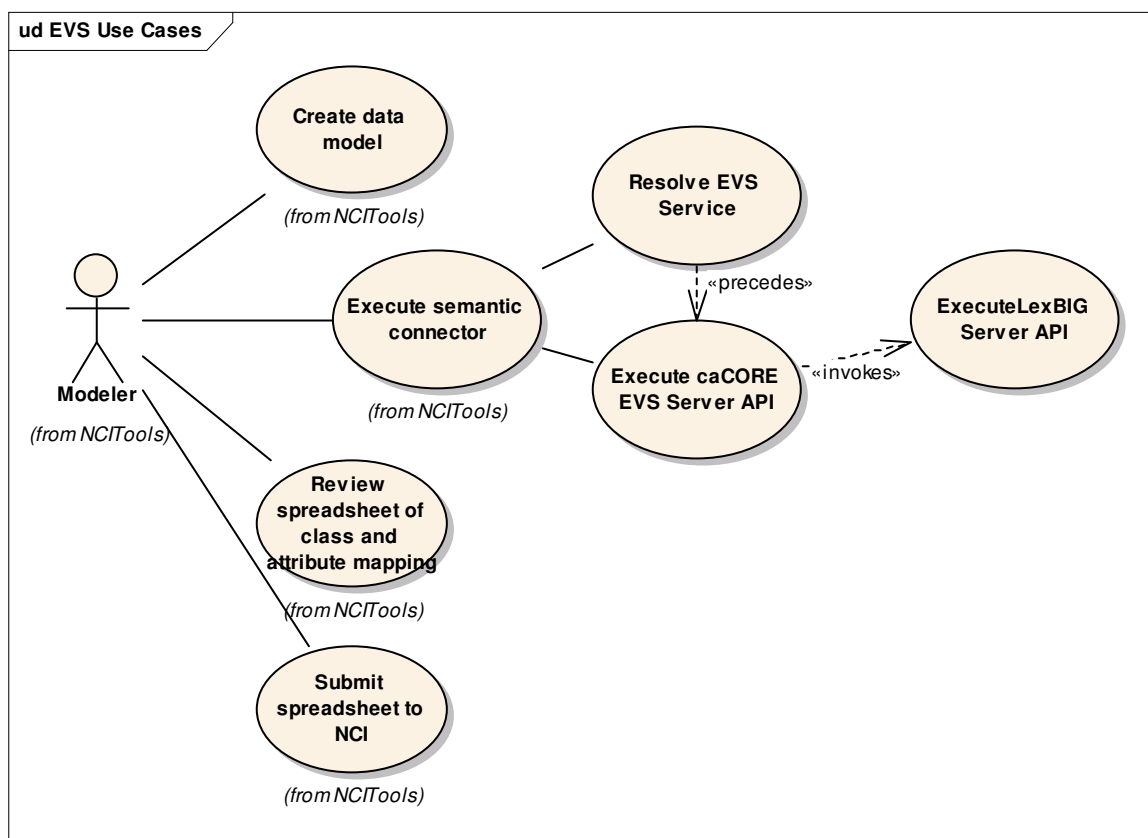 ud EVS Use Cases
Create data
model
(from NCITools)
Resolve EVS
Service
«precedes»
Execute semantic
connector
(from NCITools)
ExecuteLexBIG
Server API
«invokes»
Execute caCORE
EVS Server API
Modeler
(from NCITools)
Review
spreadsheet of
class and
attribute mapping
(from NCITools)
Submit
spreadsheet to
NCI
(from NCITools)